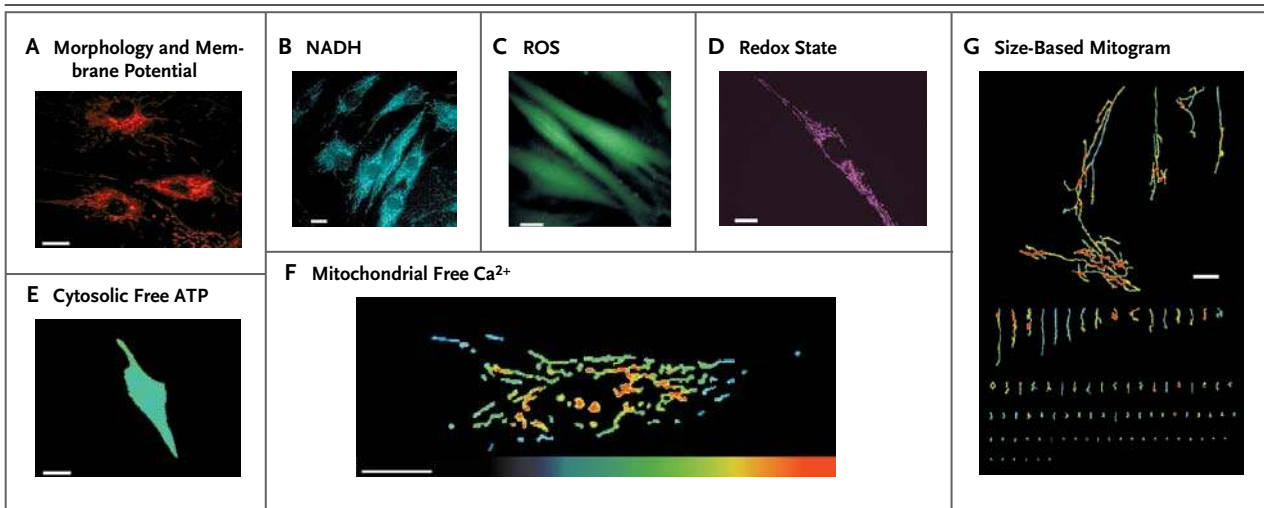 A Morphology and Mem-
brane Potential
B NADH
C ROS
D Redox State
G Size-Based Mitogram
E Cytosolic Free ATP
F Mitochondrial Free Ca²⁺